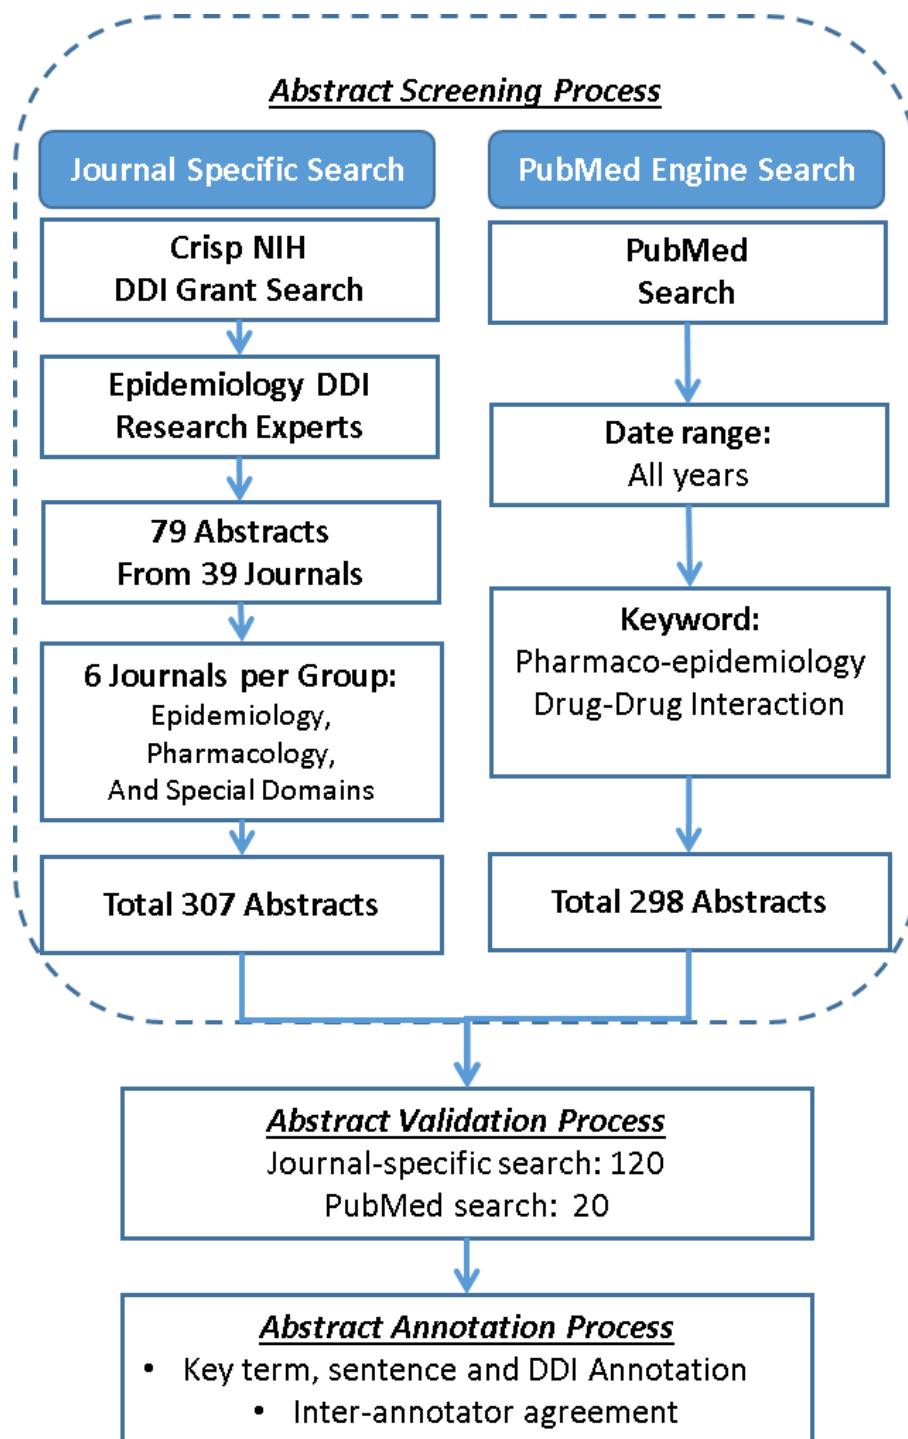 Abstract Screening Process
Journal Specific Search
Crisp NIH
DDI Grant Search
Epidemiology DDI
Research Experts
79 Abstracts
From 39 Journals
6 Journals per Group:
Epidemiology,
Pharmacology,
And Special Domains
Total 307 Abstracts
PubMed Engine Search
PubMed
Search
Date range:
All years
Keyword:
Pharmaco-epidemiology
Drug-Drug Interaction
Total 298 Abstracts
Abstract Validation Process
Journal-specific search: 120
PubMed search: 20
Abstract Annotation Process
• Key term, sentence and DDI Annotation
• Inter-annotator agreement